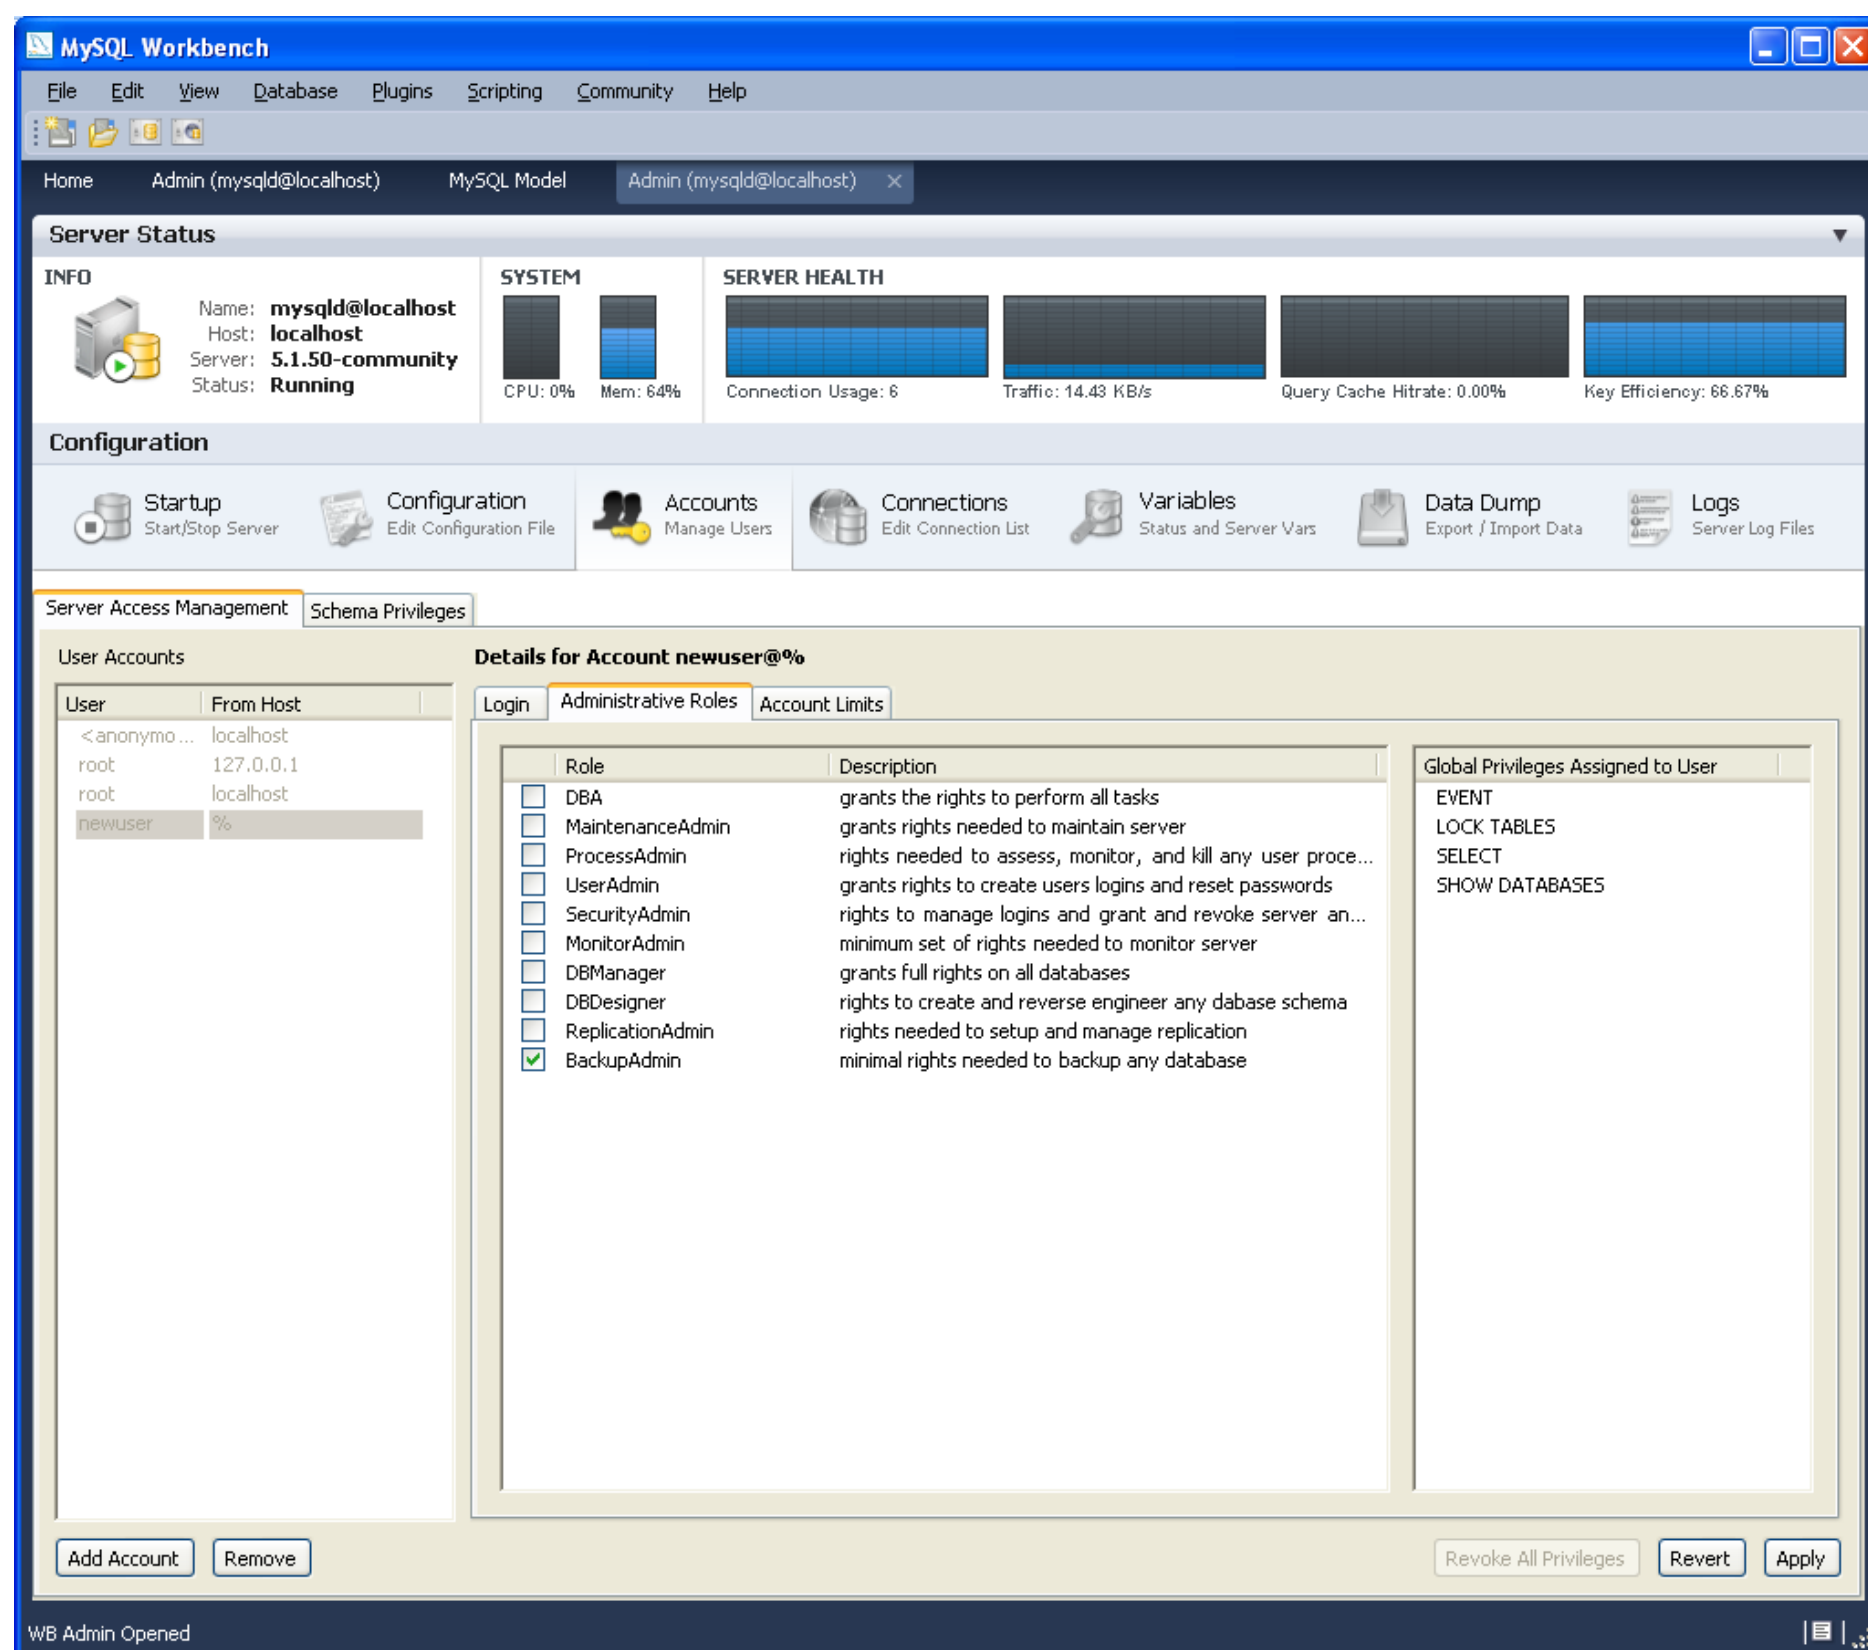 MySQL Workbench
File Edit View Database Plugins Scripting Community Help
Home Admin (mysqld@localhost) MySQL Model Admin (mysqld@localhost)
Server Status
INFO
Name: mysqld@localhost
Host: localhost
Server: 5.1.50-community
Status: Running
SYSTEM
CPU: 0% Mem: 64%
SERVER HEALTH
Connection Usage: 6 Traffic: 14.43 KB/s Query Cache Hitrate: 0.00% Key Efficiency: 66.67%
Configuration
Startup
Start/Stop Server
Configuration
Edit Configuration File
Accounts
Manage Users
Connections
Edit Connection List
Variables
Status and Server Vars
Data Dump
Export / Import Data
Logs
Server Log Files
Server Access Management Schema Privileges
User Accounts
User From Host
<anonymo... localhost
root 127.0.0.1
root localhost
newuser %
Details for Account newuser@%
Login Administrative Roles Account Limits
Role Description
DBA grants the rights to perform all tasks
MaintenanceAdmin grants rights needed to maintain server
ProcessAdmin rights needed to assess, monitor, and kill any user proce...
UserAdmin grants rights to create users logins and reset passwords
SecurityAdmin rights to manage logins and grant and revoke server an...
MonitorAdmin minimum set of rights needed to monitor server
DBManager grants full rights on all databases
DBDesigner rights to create and reverse engineer any dabase schema
ReplicationAdmin rights needed to setup and manage replication
BackupAdmin minimal rights needed to backup any database
Global Privileges Assigned to User
EVENT
LOCK TABLES
SELECT
SHOW DATABASES
Add Account Remove Revoke All Privileges Revert Apply
WB Admin Opened